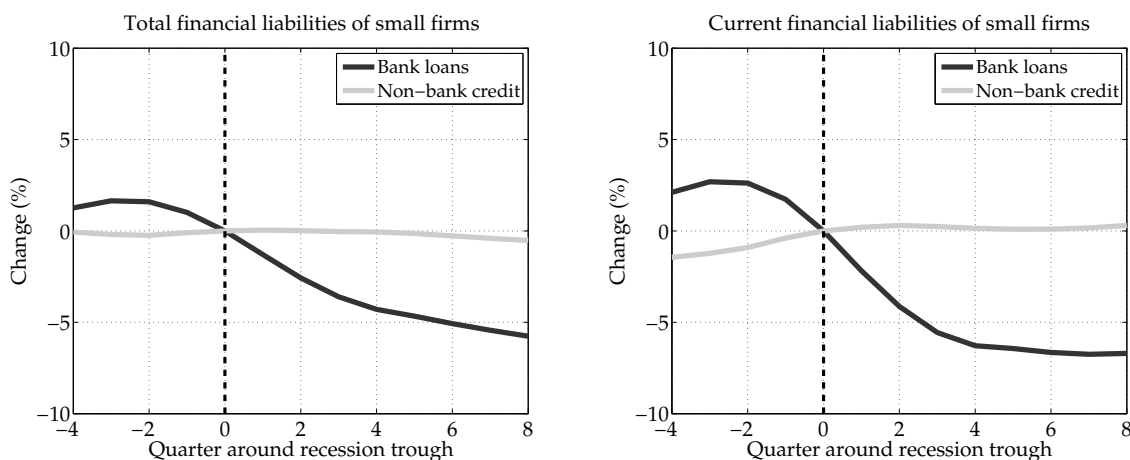 Total financial liabilities of small firms
10
5
0
−5
−10
Change (%)
Bank loans
Non−bank credit
−4
−2
0
2
4
6
8
Quarter around recession trough
Current financial liabilities of small firms
10
5
0
−5
−10
Change (%)
Bank loans
Non−bank credit
−4
−2
0
2
4
6
8
Quarter around recession trough